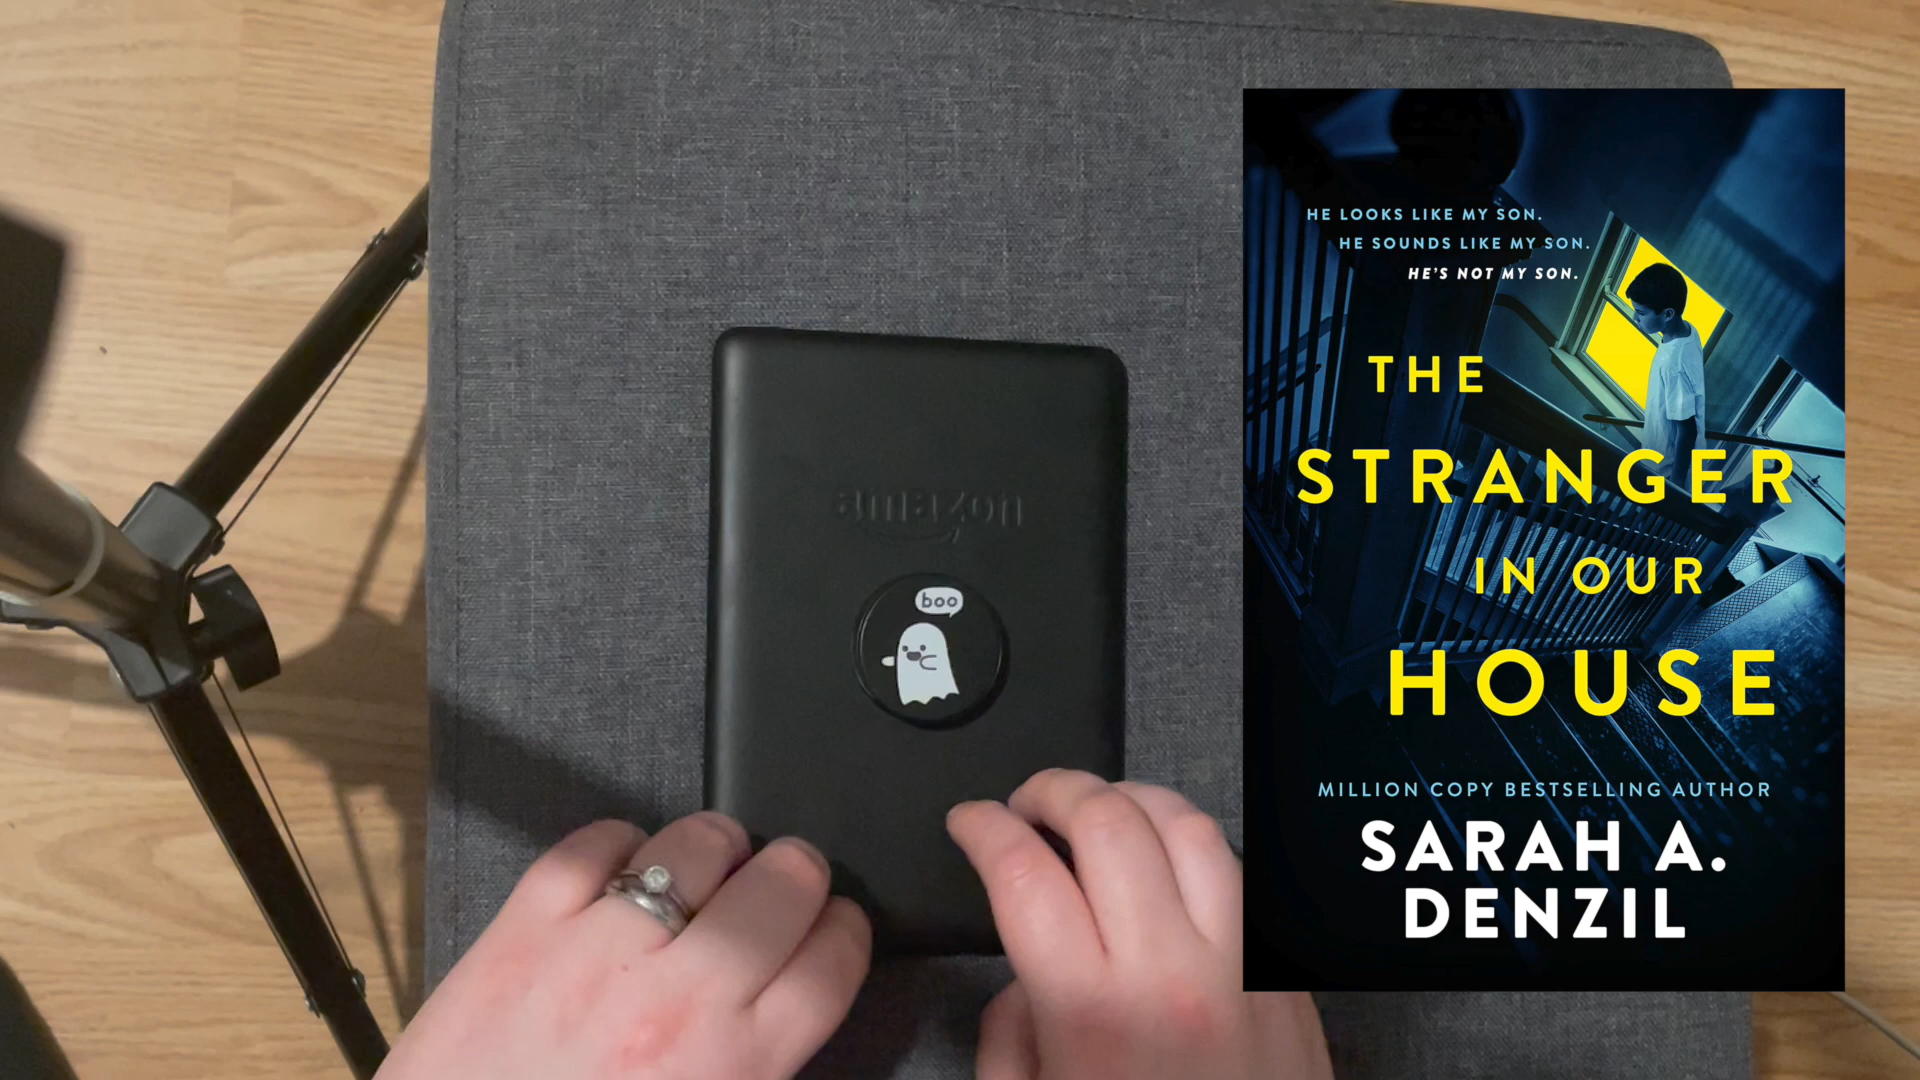 amazon
boo
HE LOOKS LIKE MY SON.
HE SOUNDS LIKE MY SON.
HE'S NOT MY SON.
THE
STRANGER
IN OUR
HOUSE
MILLION COPY BESTSELLING AUTHOR
SARAH A.
DENZIL